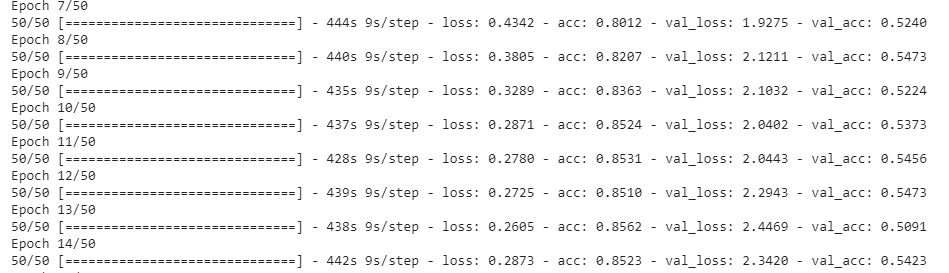 Epoch 7/50
50/50 [==============================] - 444s 9s/step - loss: 0.4342 - acc: 0.8012 - val_loss: 1.9275 - val_acc: 0.5240
Epoch 8/50
50/50 [==============================] - 440s 9s/step - loss: 0.3805 - acc: 0.8207 - val_loss: 2.1211 - val_acc: 0.5473
Epoch 9/50
50/50 [==============================] - 435s 9s/step - loss: 0.3289 - acc: 0.8363 - val_loss: 2.1032 - val_acc: 0.5224
Epoch 10/50
50/50 [==============================] - 437s 9s/step - loss: 0.2871 - acc: 0.8524 - val_loss: 2.0402 - val_acc: 0.5373
Epoch 11/50
50/50 [==============================] - 428s 9s/step - loss: 0.2780 - acc: 0.8531 - val_loss: 2.0443 - val_acc: 0.5456
Epoch 12/50
50/50 [==============================] - 439s 9s/step - loss: 0.2725 - acc: 0.8510 - val_loss: 2.2943 - val_acc: 0.5473
Epoch 13/50
50/50 [==============================] - 438s 9s/step - loss: 0.2605 - acc: 0.8562 - val_loss: 2.4469 - val_acc: 0.5091
Epoch 14/50
50/50 [==============================] - 442s 9s/step - loss: 0.2873 - acc: 0.8523 - val_loss: 2.3420 - val_acc: 0.5423